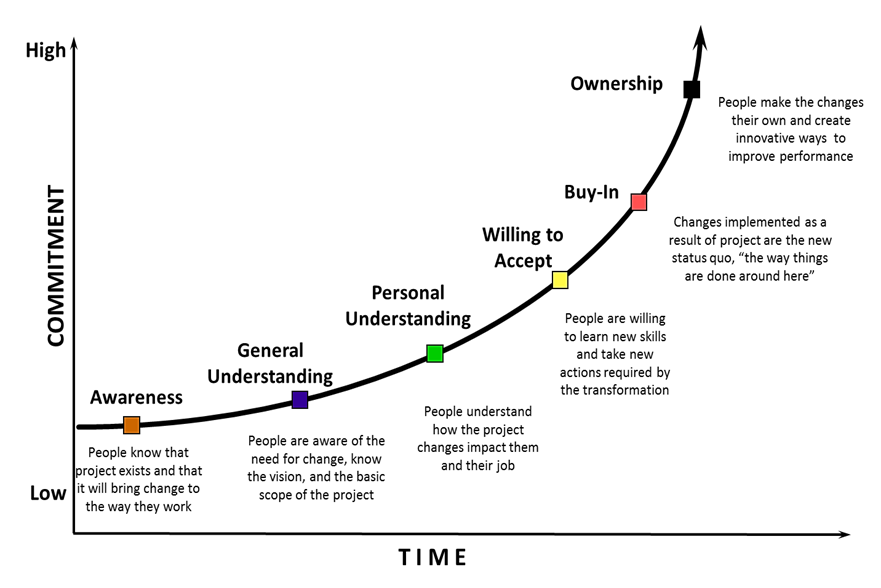 High
Ownership
People make the changes
their own and create
innovative ways to
improve performance
Buy-In
Changes implemented as a
result of project are the new
status quo, “the way things
are done around here”
Willing to
Accept
People are willing
to learn new skills
and take new
actions required by
the transformation
Personal
Understanding
People understand
how the project
changes impact them
and their job
General
Understanding
People are aware of the
need for change, know
the vision, and the basic
scope of the project
Awareness
People know that
project exists and that
it will bring change to
the way they work
COMMITMENT
Low
TIME